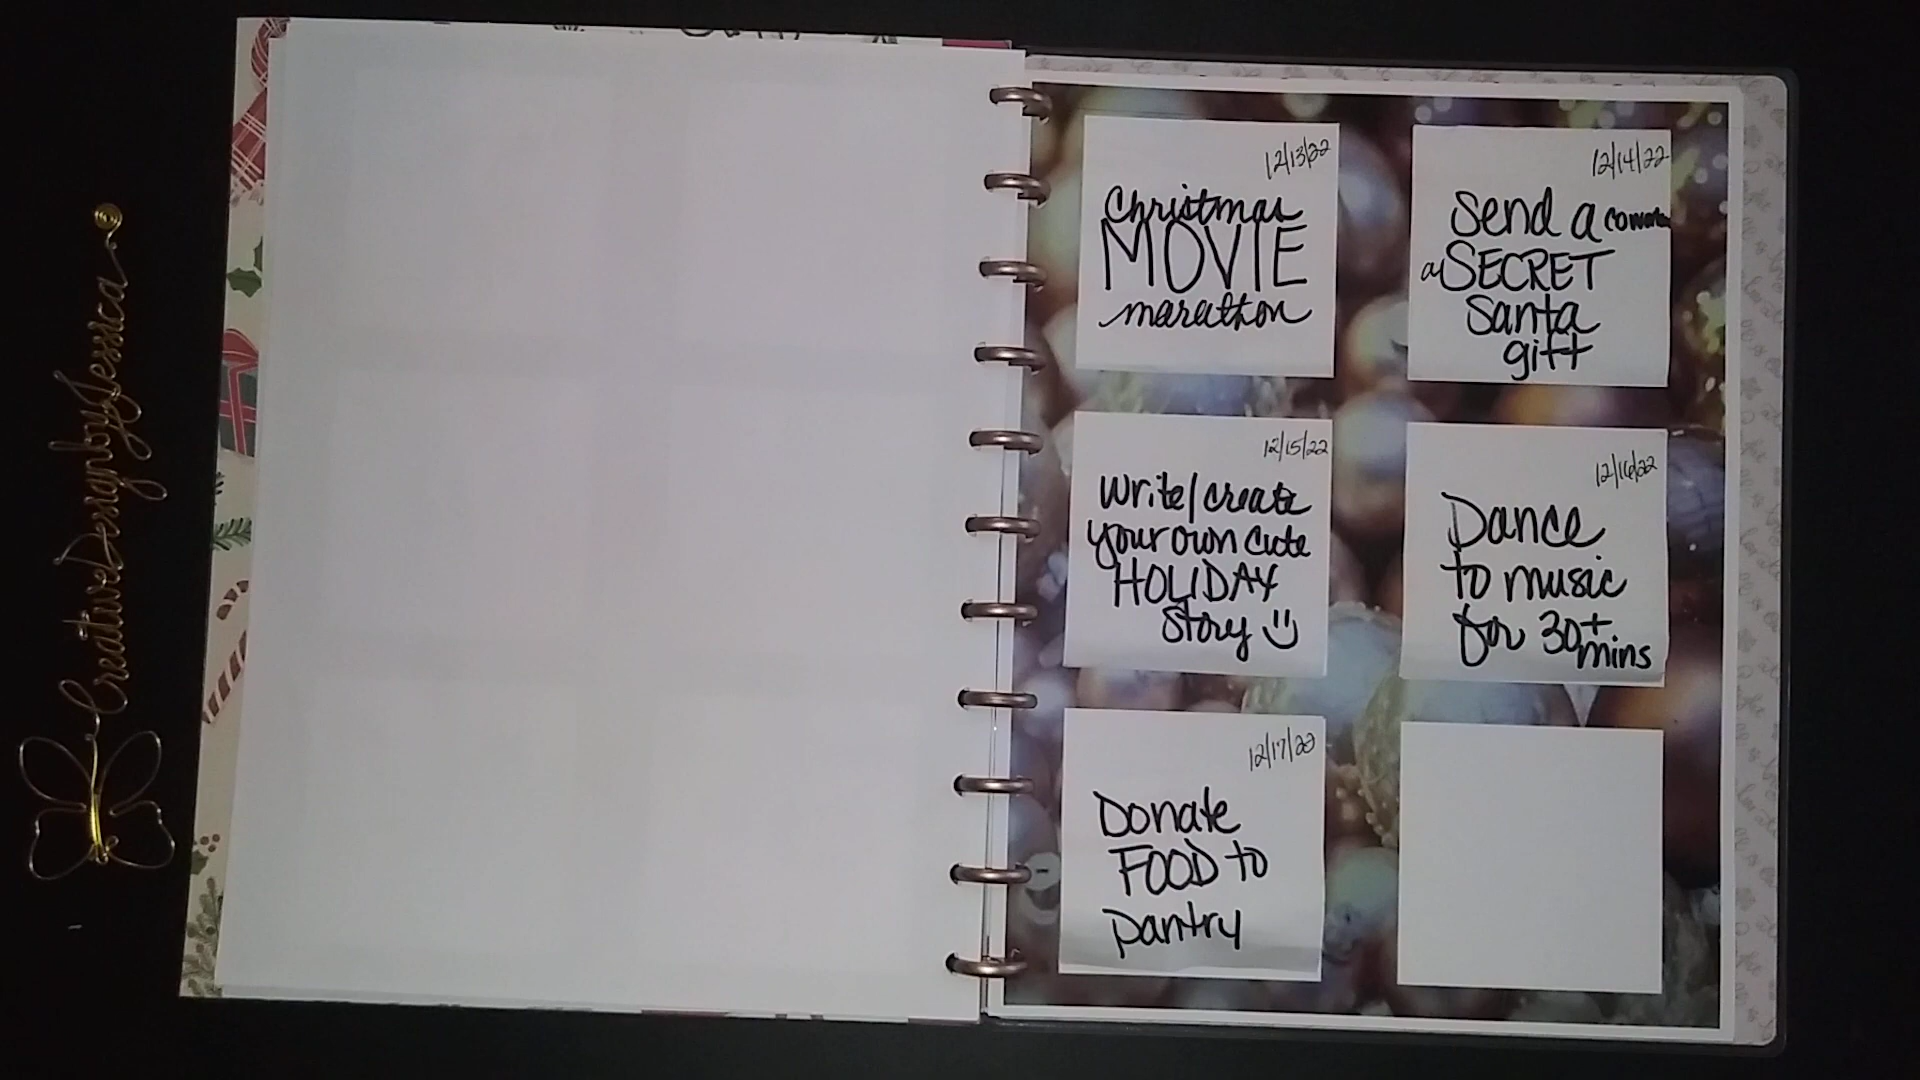 CreativeDesignbyJessica
12/13/22
Christmas
MOVIE
marathon
12/14/22
Send a
a SECRET
Santa
gift
12/15/22
Write/create
your own cute
HOLIDAY
Story
12/16/22
Dance
to music
for 30+
mins
12/17/22
Donate
FOOD to
pantry